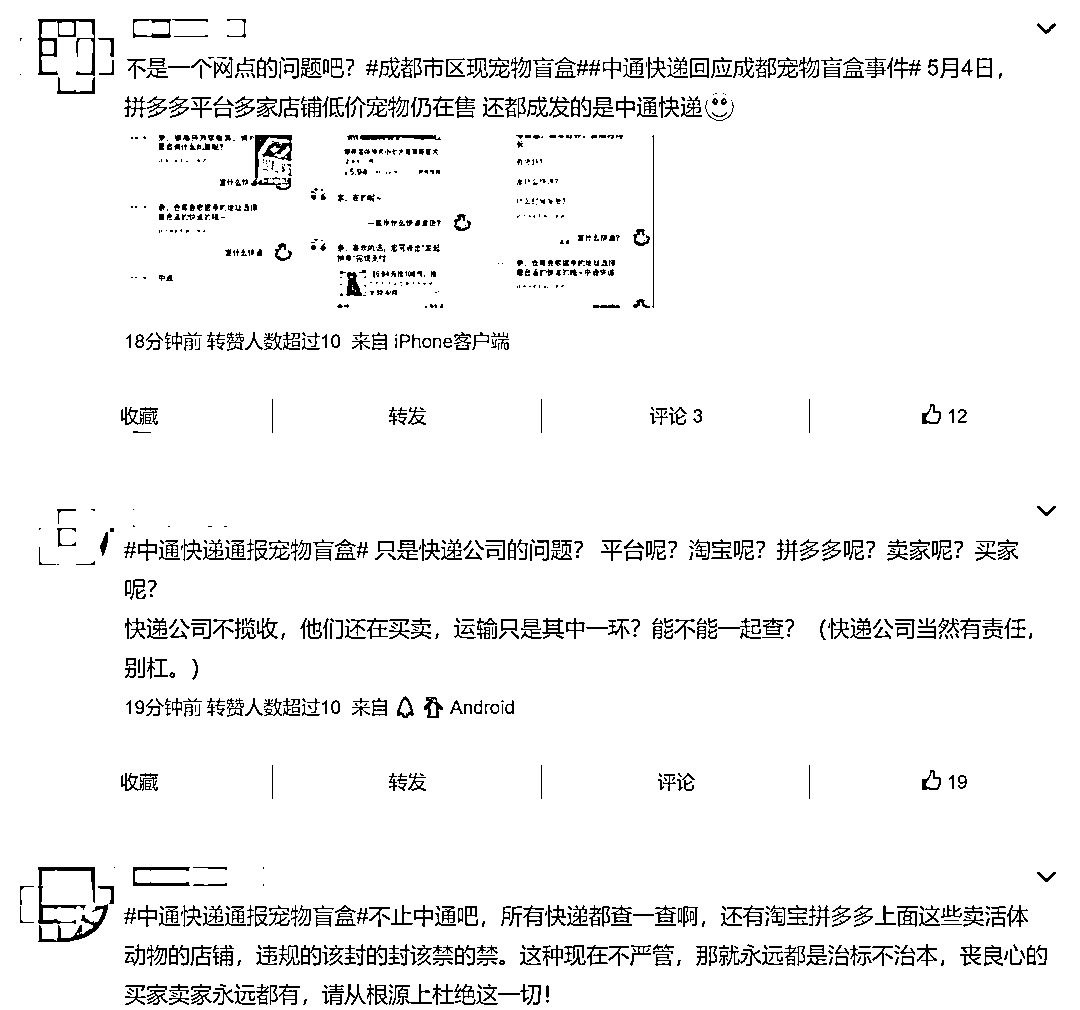 不是一个网点的问题吧？#成都市区现宠物盲盒##中通快递回应成都宠物盲盒事件# 5月4日，
拼多多平台多家店铺低价宠物仍在售 还都成发的是中通快递
18分钟前 转赞人数超过10 来自 iPhone客户端
收藏 转发 评论 3 12
#中通快递通报宠物盲盒# 只是快递公司的问题？ 平台呢？淘宝呢？拼多多呢？卖家呢？买家
呢？
快递公司不揽收，他们还在买卖，运输只是其中一环？能不能一起查？（快递公司当然有责任，
别杠。）
19分钟前 转赞人数超过10 来自 Android
收藏 转发 评论 19
#中通快递通报宠物盲盒#不止中通吧，所有快递都查一查啊，还有淘宝拼多多上面这些卖活体
动物的店铺，违规的该封的封该禁的禁。这种现在不严管，那就永远都是治标不治本，丧良心的
买家卖家永远都有，请从根源上杜绝这一切！